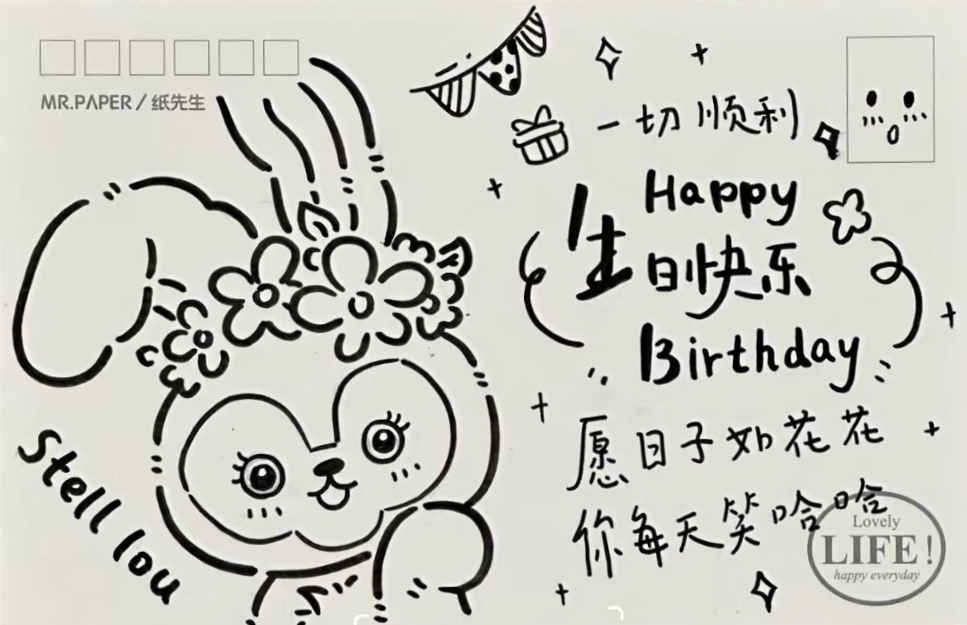 MR.PAPER / 纸先生
一切顺利
Happy
生日快乐
Birthday
愿日子如花花
你每天笑哈哈
Stell lou
Lovely
LIFE!
happy everyday